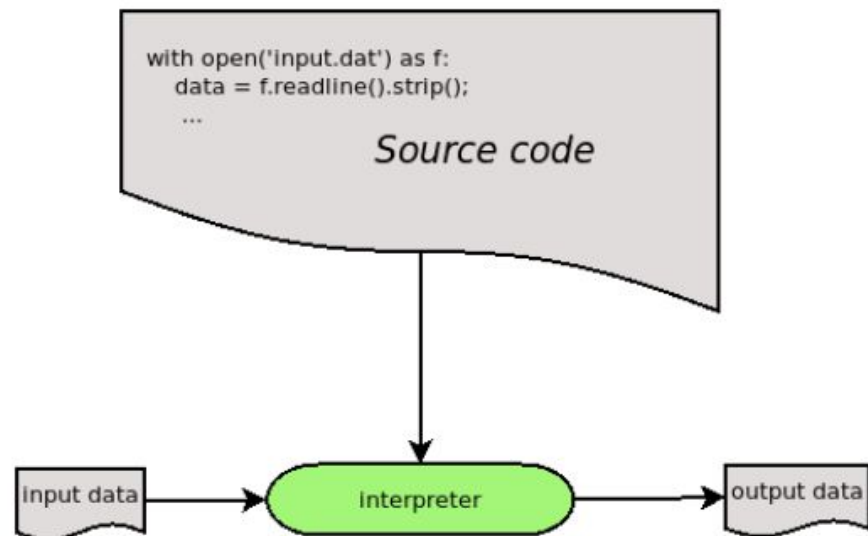 with open('input.dat') as f:
data = f.readline().strip();
...
Source code
input data
interpreter
output data